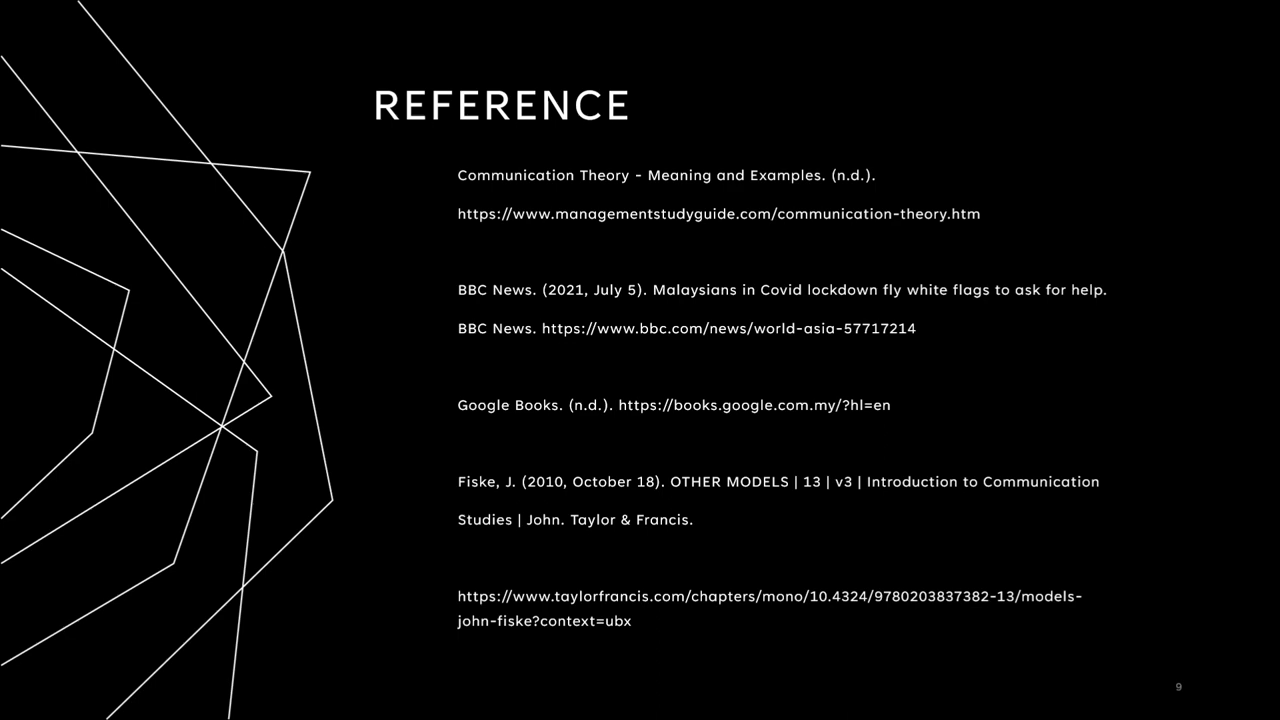 REFERENCE
Communication Theory - Meaning and Examples. (n.d.).
https://www.managementstudyguide.com/communication-theory.htm
BBC News. (2021, July 5). Malaysians in Covid lockdown fly white flags to ask for help.
BBC News. https://www.bbc.com/news/world-asia-57717214
Google Books. (n.d.). https://books.google.com.my/?hl=en
Fiske, J. (2010, October 18). OTHER MODELS | 13 | v3 | Introduction to Communication
Studies | John. Taylor & Francis.
https://www.taylorfrancis.com/chapters/mono/10.4324/9780203837382-13/models-
john-fiske?context=ubx
9